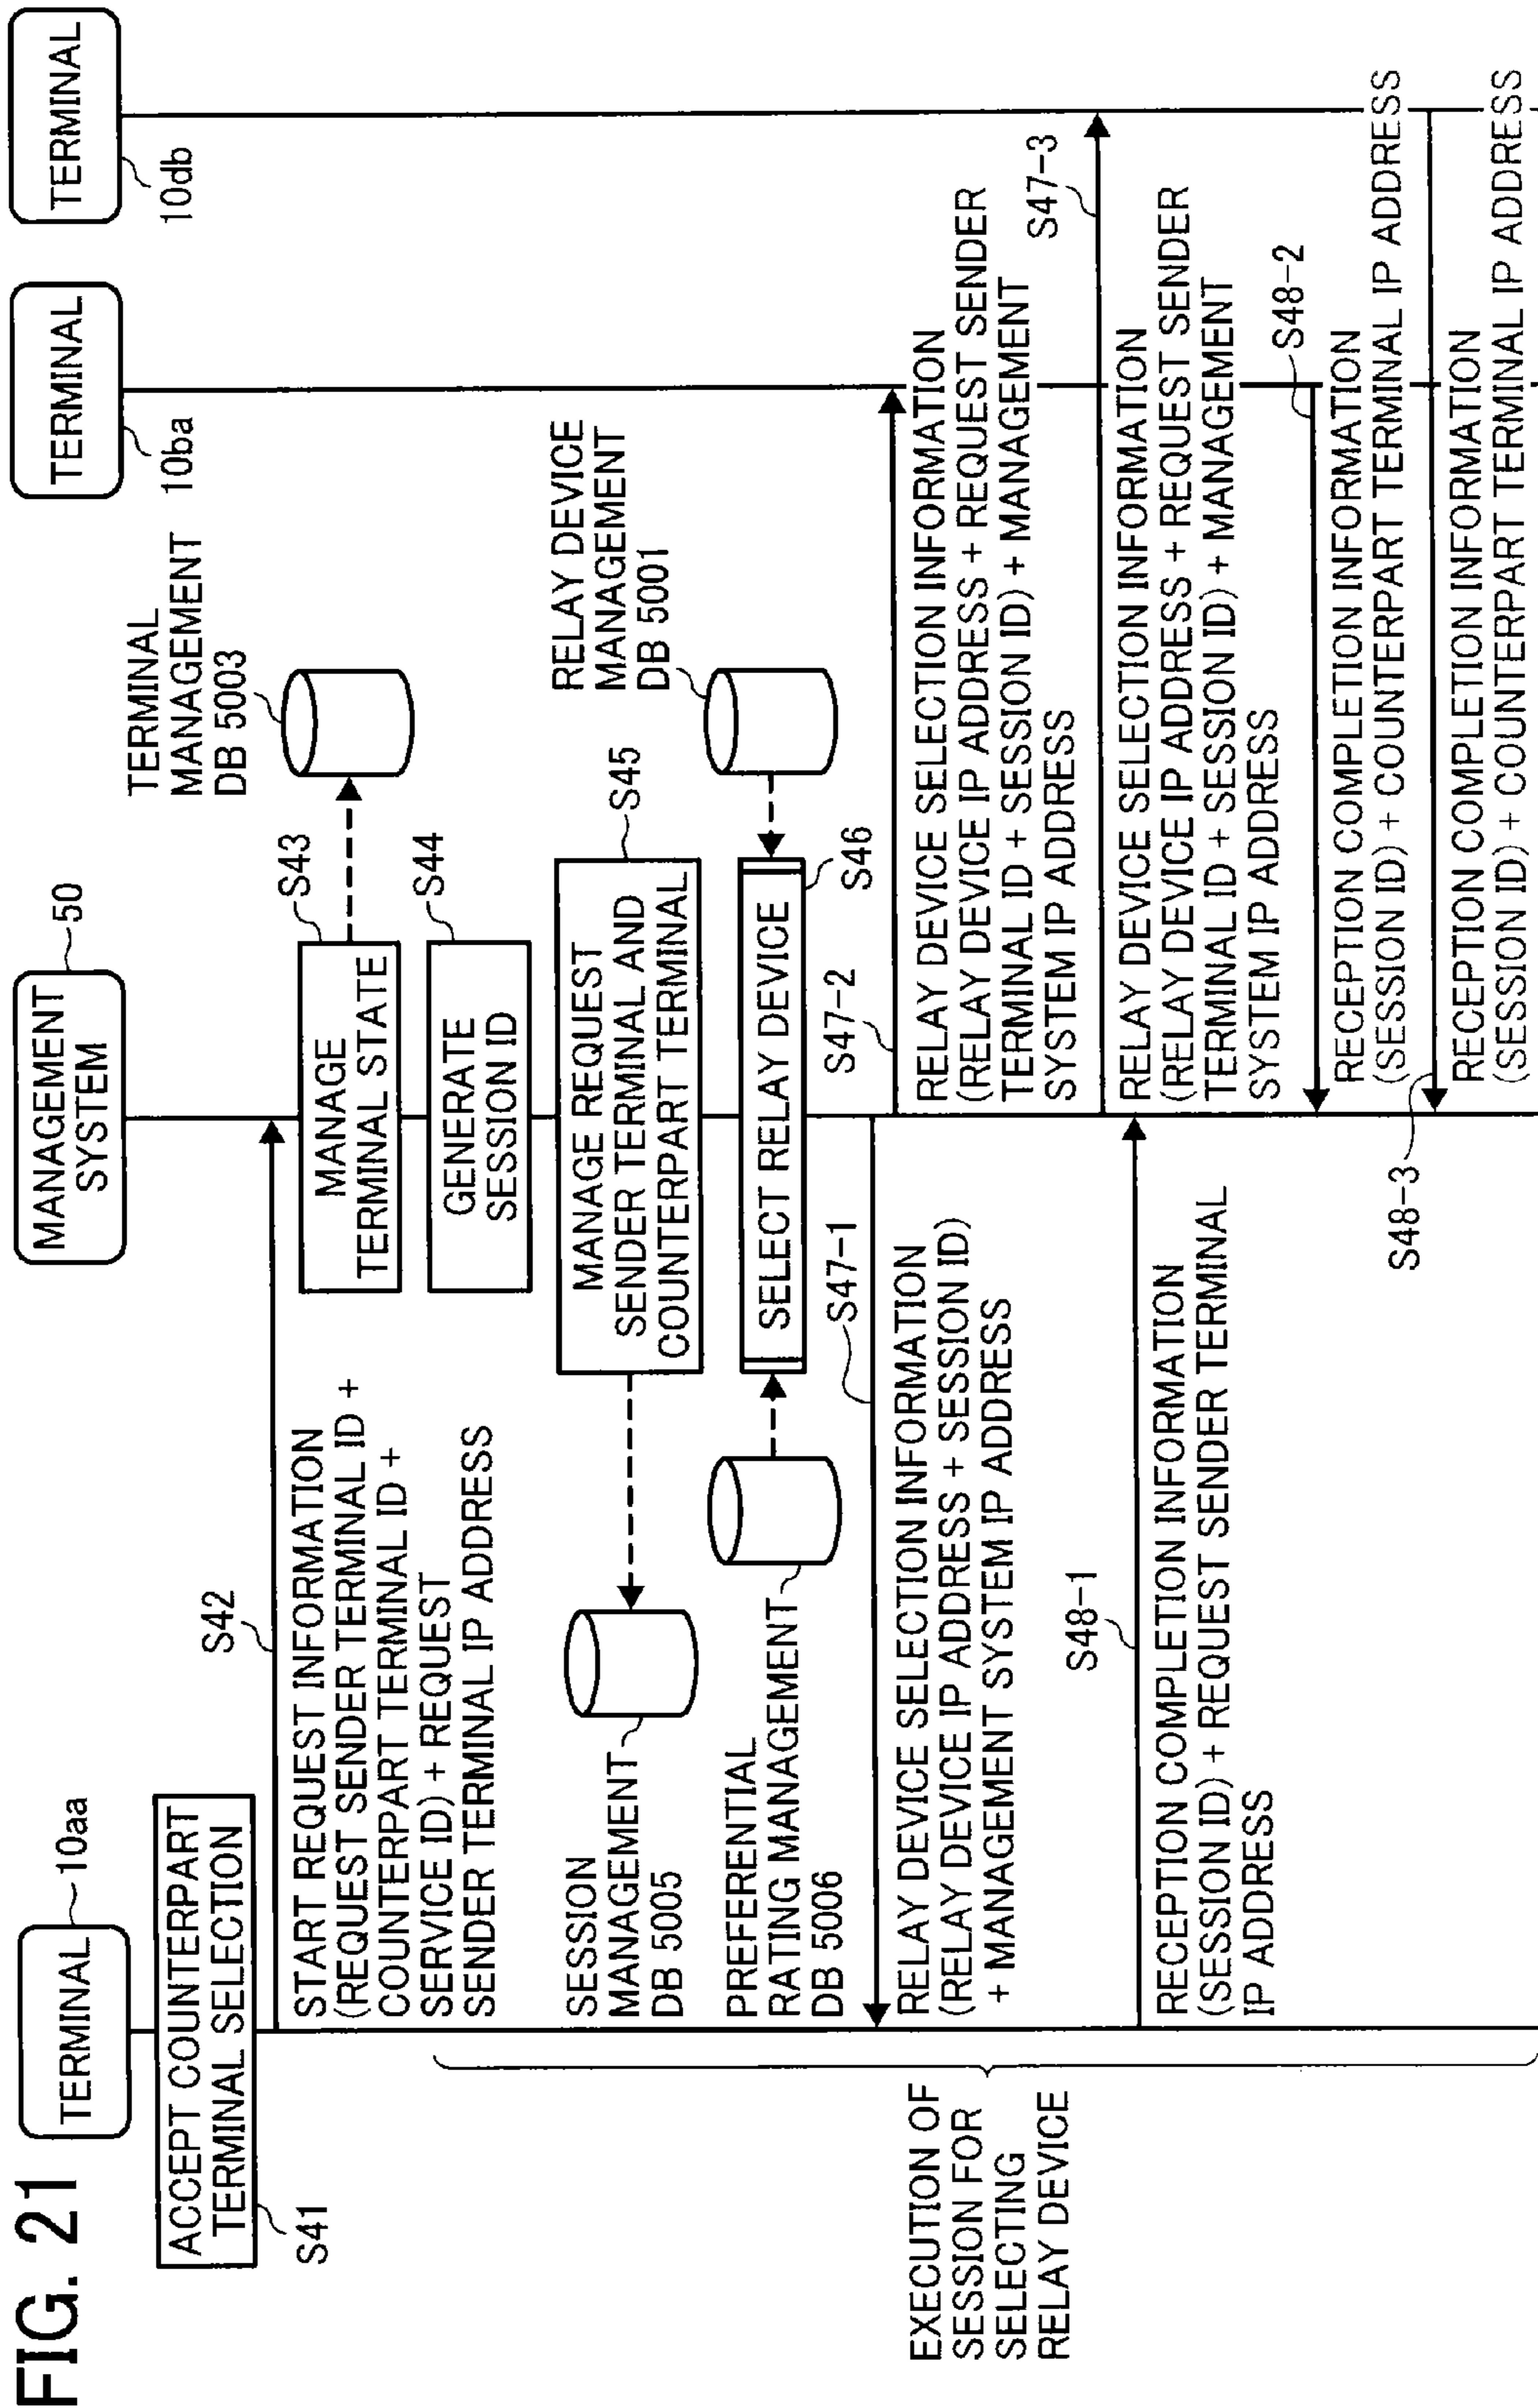 FIG. 21
TERMINAL
10aa
MANAGEMENT
SYSTEM
50
TERMINAL
10ba
TERMINAL
10db
ACCEPT COUNTERPART
TERMINAL SELECTION
S41
S42
START REQUEST INFORMATION
(REQUEST SENDER TERMINAL ID +
COUNTERPART TERMINAL ID +
SERVICE ID) + REQUEST
SENDER TERMINAL IP ADDRESS
MANAGE
TERMINAL STATE
S43
TERMINAL
MANAGEMENT
DB 5003
GENERATE
SESSION ID
S44
MANAGE REQUEST
SENDER TERMINAL AND
COUNTERPART TERMINAL
S45
SESSION
MANAGEMENT
DB 5005
RELAY DEVICE
MANAGEMENT
DB 5001
SELECT RELAY DEVICE
S46
PREFERENTIAL
RATING MANAGEMENT
DB 5006
EXECUTION OF
SESSION FOR
SELECTING
RELAY DEVICE
S47-1
RELAY DEVICE SELECTION INFORMATION
(RELAY DEVICE IP ADDRESS + SESSION ID)
+ MANAGEMENT SYSTEM IP ADDRESS
S47-2
RELAY DEVICE SELECTION INFORMATION
(RELAY DEVICE IP ADDRESS + REQUEST SENDER
TERMINAL ID + SESSION ID) + MANAGEMENT
SYSTEM IP ADDRESS
S47-3
RELAY DEVICE SELECTION INFORMATION
(RELAY DEVICE IP ADDRESS + REQUEST SENDER
TERMINAL ID + SESSION ID) + MANAGEMENT
SYSTEM IP ADDRESS
S48-1
RECEPTION COMPLETION INFORMATION
(SESSION ID) + REQUEST SENDER TERMINAL
IP ADDRESS
S48-2
RECEPTION COMPLETION INFORMATION
(SESSION ID) + COUNTERPART TERMINAL IP ADDRESS
S48-3
RECEPTION COMPLETION INFORMATION
(SESSION ID) + COUNTERPART TERMINAL IP ADDRESS